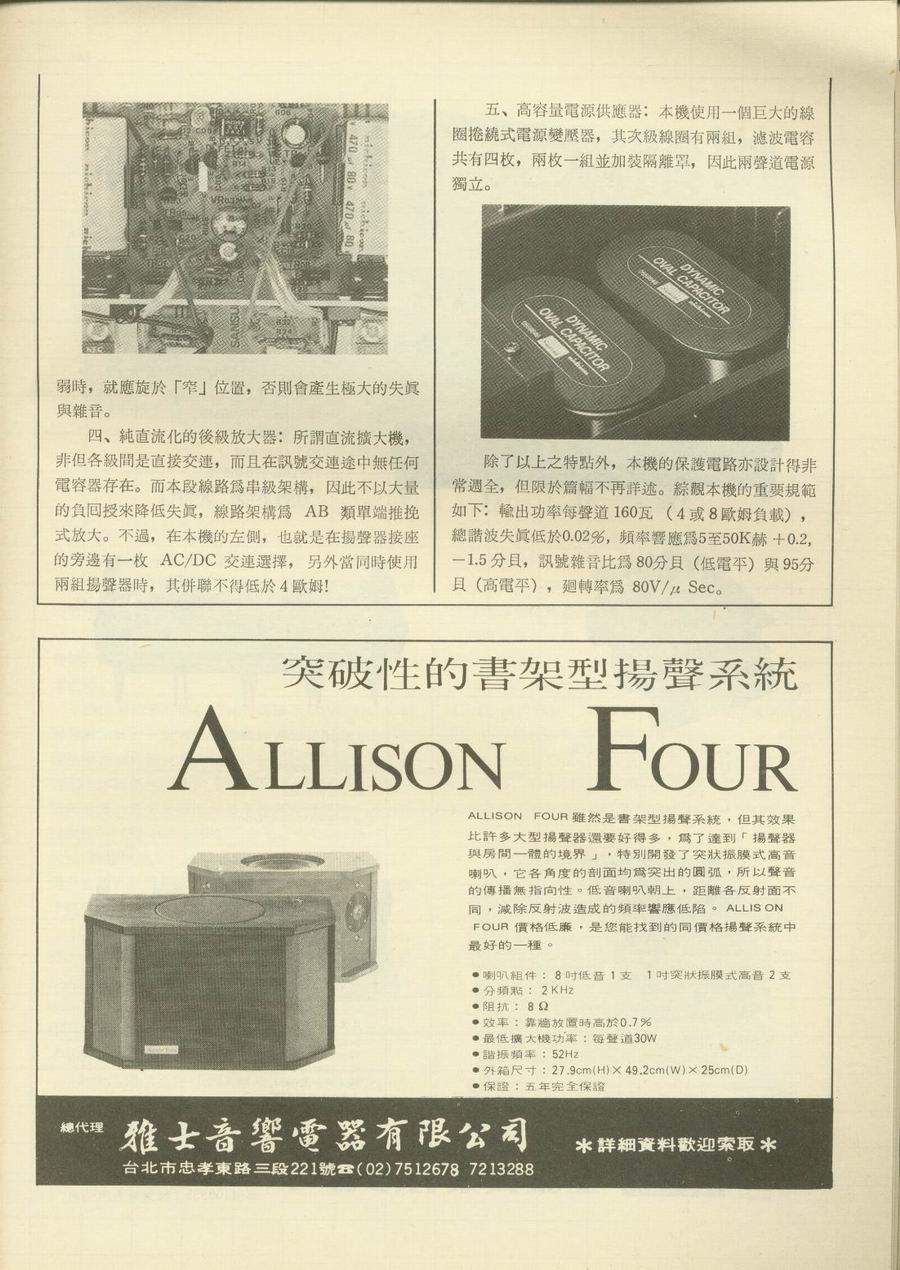 弱時，就應旋於「窄」位置，否則會產生極大的失眞
與雜音。
四、純直流化的後級放大器：所謂直流擴大機，
非但各級間是直接交連，而且在訊號交連途中無任何
電容器存在。而本段線路爲串級架構，因此不以大量
的負回授來降低失眞，線路架構爲 AB 類單端推挽
式放大。不過，在本機的左側，也就是在揚聲器接座
的旁邊有一枚 AC/DC 交連選擇，另外當同時使用
兩組揚聲器時，其併聯不得低於4歐姆！
五、高容量電源供應器：本機使用一個巨大的線
圈捲繞式電源變壓器，其次級線圈有兩組，濾波電容
共有四枚，兩枚一組並加裝隔離罩，因此兩聲道電源
獨立。
DYNAMIC
OVAL CAPACITOR
DYNAMIC
OVAL CAPACITOR
nichicon
470μ 80v
470μ 80
nichicon
SAMSU
除了以上之特點外，本機的保護電路亦設計得非
常週全，但限於篇幅不再詳述。綜觀本機的重要規範
如下：輸出功率每聲道160瓦（4或8歐姆負載），
總諧波失眞低於0.02%，頻率響應爲5至50K赫＋0.2,
－1.5分貝，訊號雜音比爲80分貝（低電平）與95分
貝（高電平），廻轉率爲 80V/μ Sec。
突破性的書架型揚聲系統
ALLISON FOUR
ALLISON FOUR雖然是書架型揚聲系統，但其效果
比許多大型揚聲器還要好得多，爲了達到「揚聲器
與房間一體的境界」，特別開發了突狀振膜式高音
喇叭，它各角度的剖面均爲突出的圓弧，所以聲音
的傳播無指向性。低音喇叭朝上，距離各反射面不
同，減除反射波造成的頻率響應低陷。ALLIS ON
FOUR 價格低廉，是您能找到的同價格揚聲系統中
最好的一種。
●喇叭組件：8吋低音1支 1吋突狀振膜式高音2支
●分頻點：2KHz
●阻抗：8Ω
●效率：靠牆放置時高於0.7%
●最低擴大機功率：每聲道30W
●諧振頻率：52Hz
●外箱尺寸：27.9cm(H)×49.2cm(W)×25cm(D)
●保證：五年完全保證
總代理 雅士音響電器有限公司
台北市忠孝東路三段221號☎(02)7512678 7213288
＊詳細資料歡迎索取＊